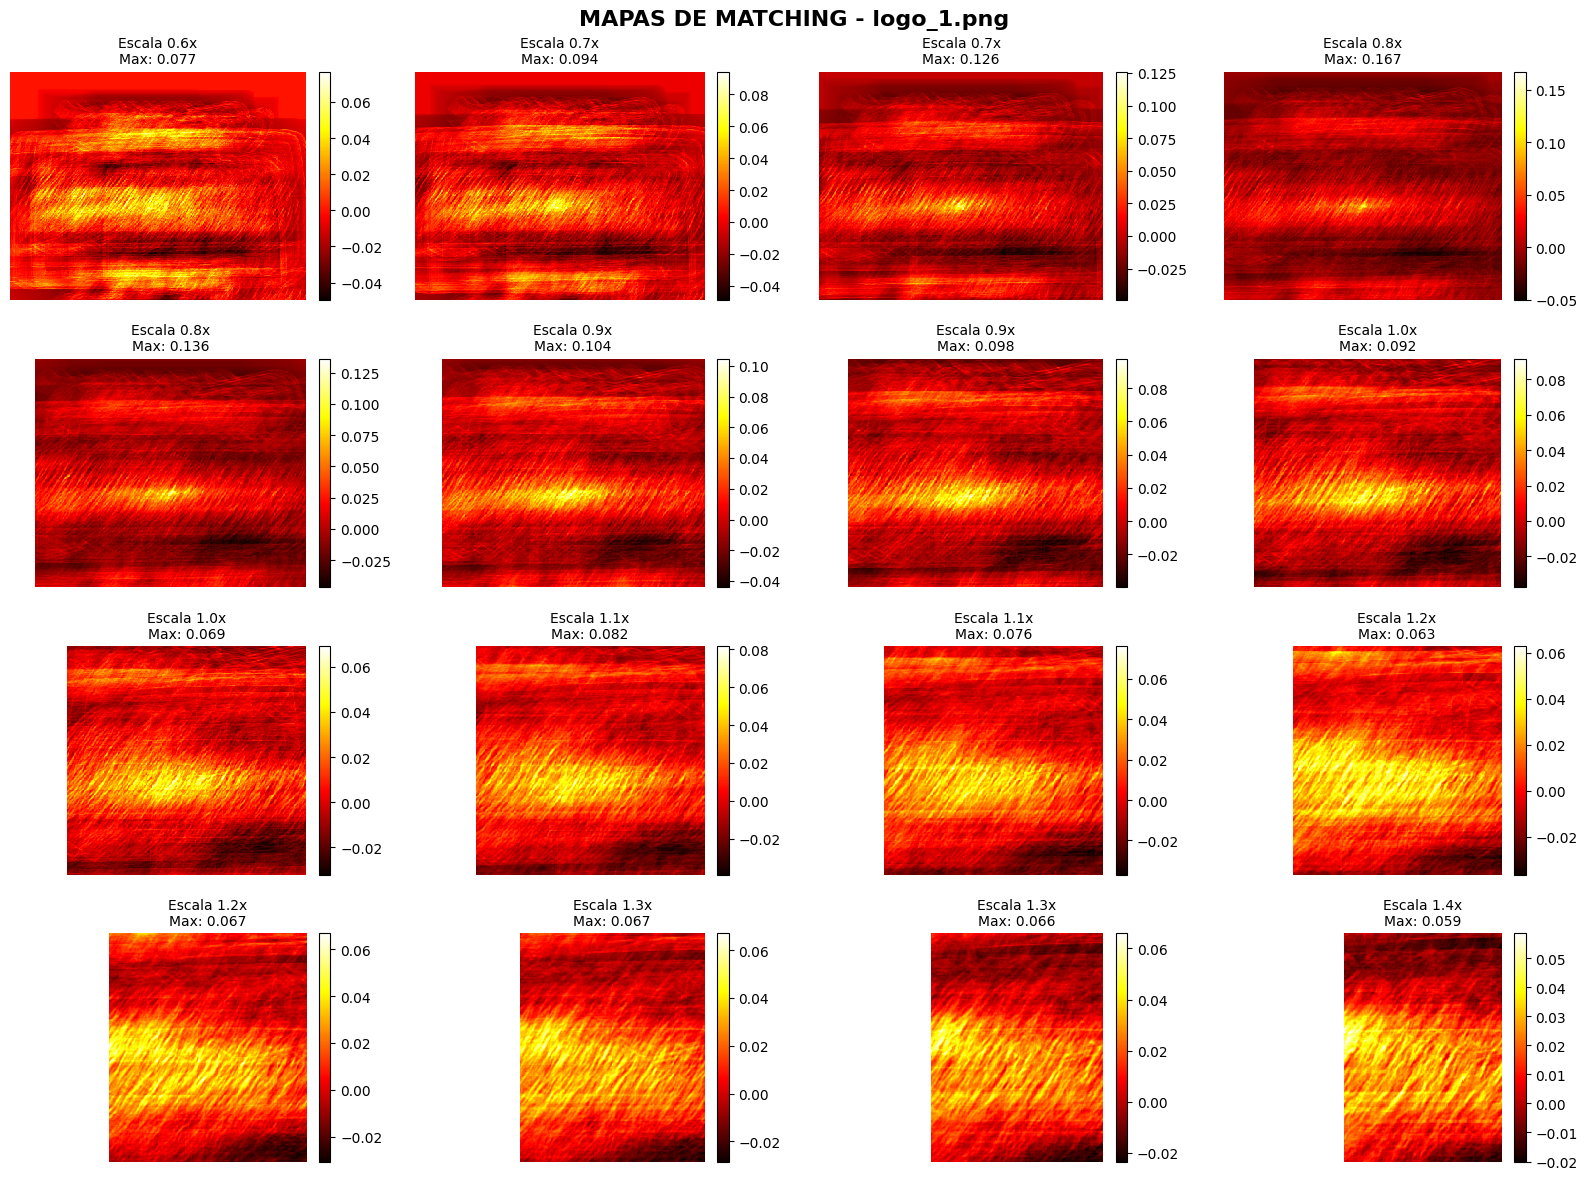 MAPAS DE MATCHING - logo_1.png
Escala 0.6x
Max: 0.077
0.06
0.04
0.02
0.00
−0.02
−0.04
Escala 0.7x
Max: 0.094
0.08
0.06
0.04
0.02
0.00
−0.02
−0.04
Escala 0.7x
Max: 0.126
0.125
0.100
0.075
0.050
0.025
0.000
−0.025
Escala 0.8x
Max: 0.167
0.15
0.10
0.05
0.00
−0.05
Escala 0.8x
Max: 0.136
0.125
0.100
0.075
0.050
0.025
0.000
−0.025
Escala 0.9x
Max: 0.104
0.10
0.08
0.06
0.04
0.02
0.00
−0.02
−0.04
Escala 0.9x
Max: 0.098
0.08
0.06
0.04
0.02
0.00
−0.02
Escala 1.0x
Max: 0.092
0.08
0.06
0.04
0.02
0.00
−0.02
Escala 1.0x
Max: 0.069
0.06
0.04
0.02
0.00
−0.02
Escala 1.1x
Max: 0.082
0.08
0.06
0.04
0.02
0.00
−0.02
Escala 1.1x
Max: 0.076
0.06
0.04
0.02
0.00
−0.02
Escala 1.2x
Max: 0.063
0.06
0.04
0.02
0.00
−0.02
Escala 1.2x
Max: 0.067
0.06
0.04
0.02
0.00
−0.02
Escala 1.3x
Max: 0.067
0.06
0.04
0.02
0.00
−0.02
Escala 1.3x
Max: 0.066
0.06
0.04
0.02
0.00
−0.02
Escala 1.4x
Max: 0.059
0.05
0.04
0.03
0.02
0.01
0.00
−0.01
−0.02